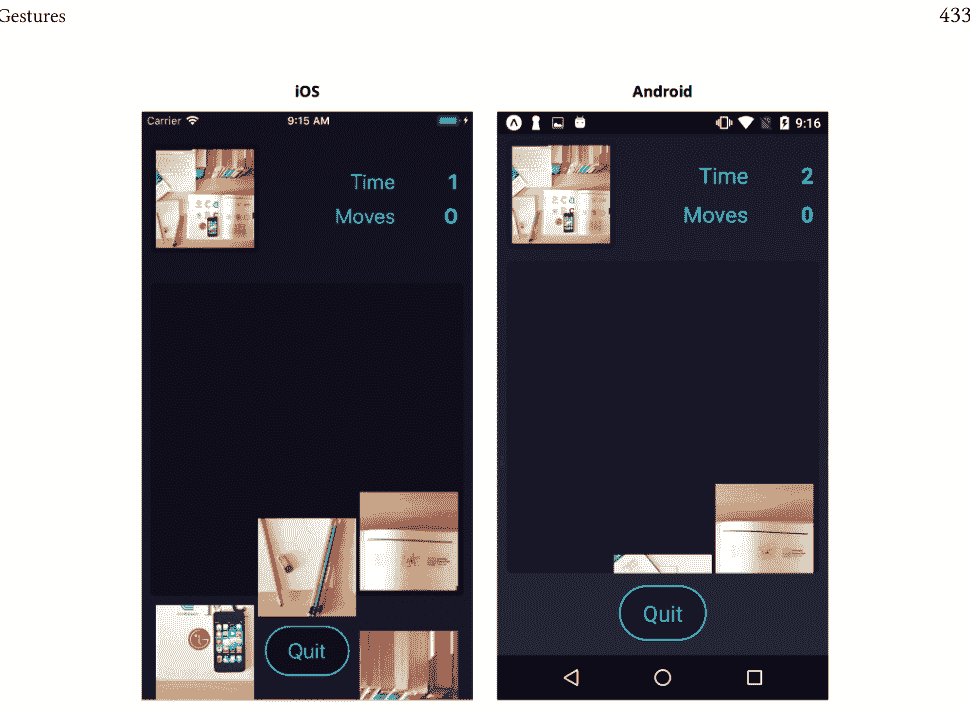 Gestures 433
iOS Android
Carrier 9:15 AM
9:16
Time 1
Moves 0
Time 2
Moves 0
Quit
Quit